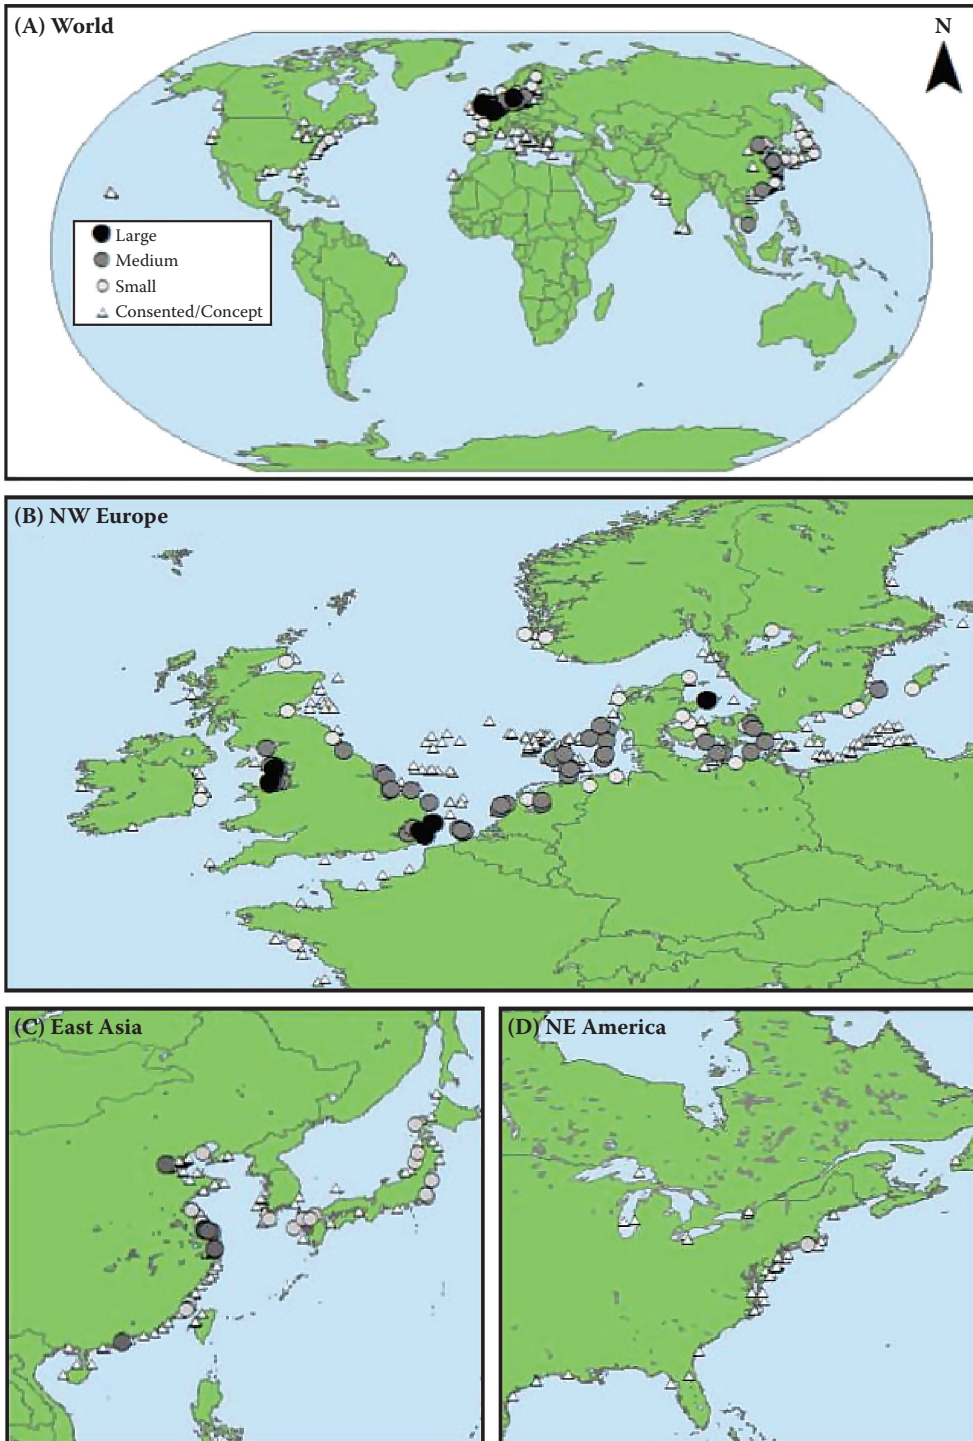 (A) World
N
Large
Medium
Small
Consented/Concept
(B) NW Europe
(C) East Asia
(D) NE America